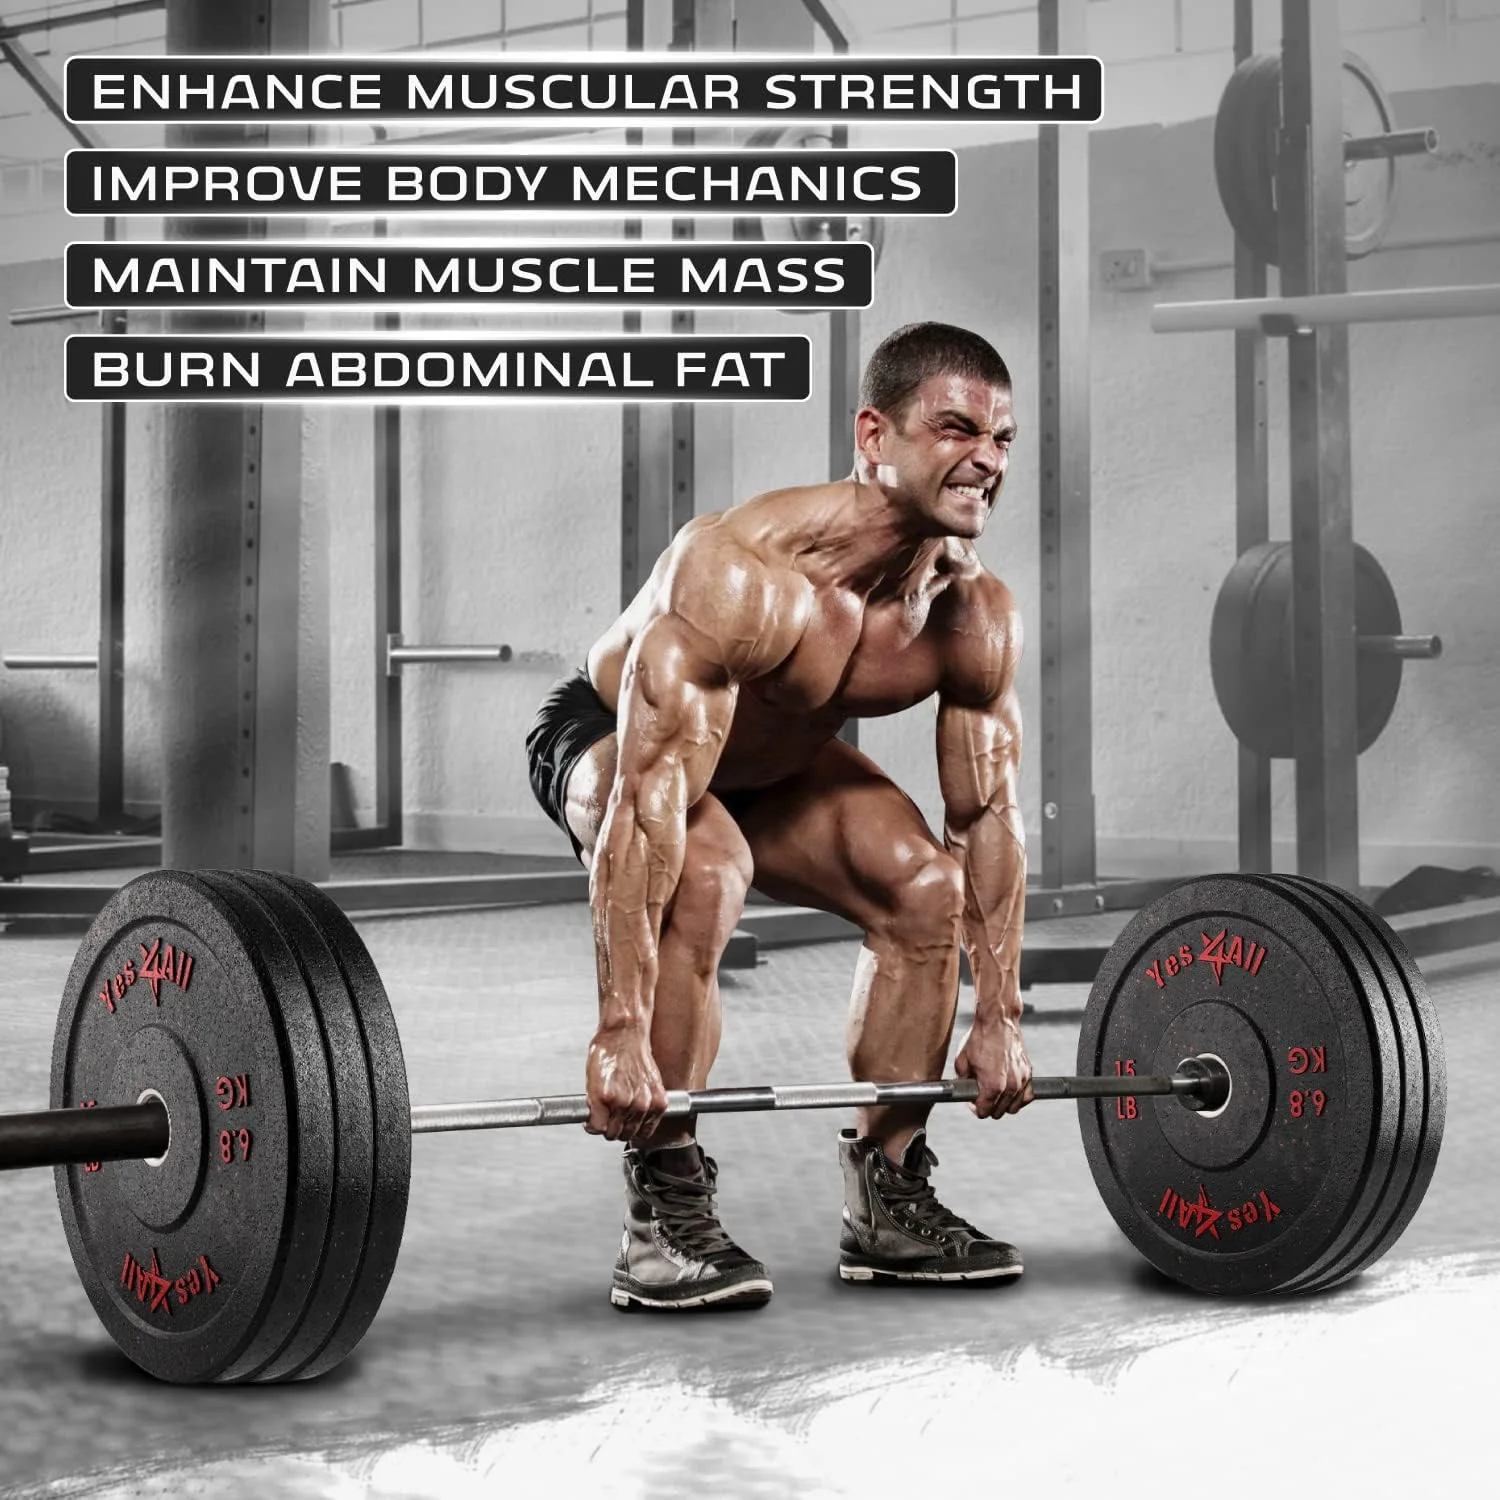 ENHANCE MUSCULAR STRENGTH
IMPROVE BODY MECHANICS
MAINTAIN MUSCLE MASS
BURN ABDOMINAL FAT
Yes4All
KG
6.8
Yes4All
Yes4All
15
LB
KG
6.8
Yes4All